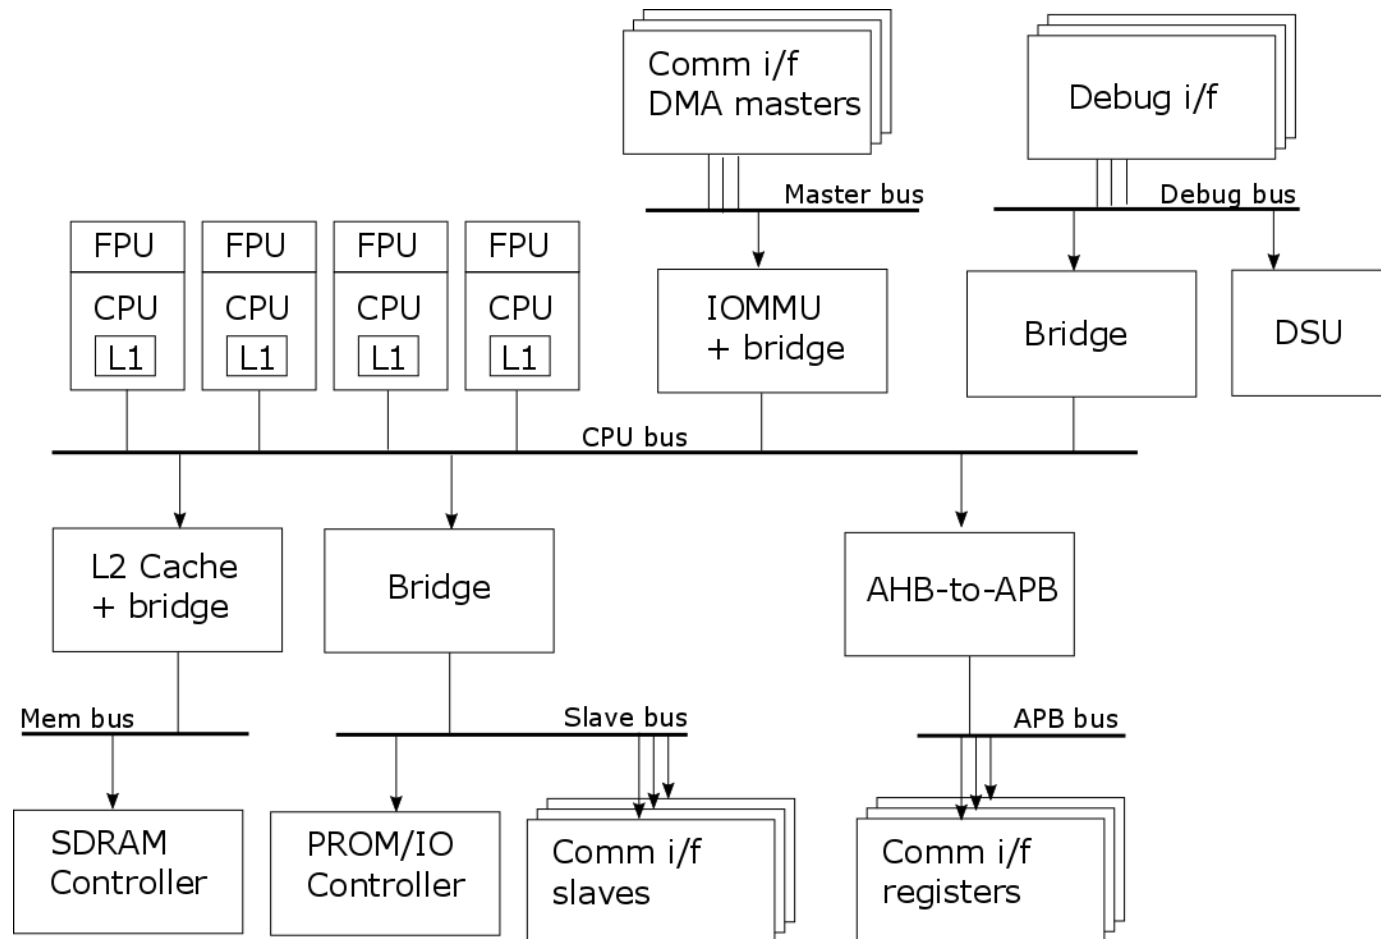 Comm i/f
DMA masters
Debug i/f
Master bus
Debug bus
FPU
FPU
FPU
FPU
CPU
CPU
CPU
CPU
L1
L1
L1
L1
IOMMU
+ bridge
Bridge
DSU
CPU bus
L2 Cache
+ bridge
Bridge
AHB-to-APB
Mem bus
Slave bus
APB bus
SDRAM
Controller
PROM/IO
Controller
Comm i/f
slaves
Comm i/f
registers